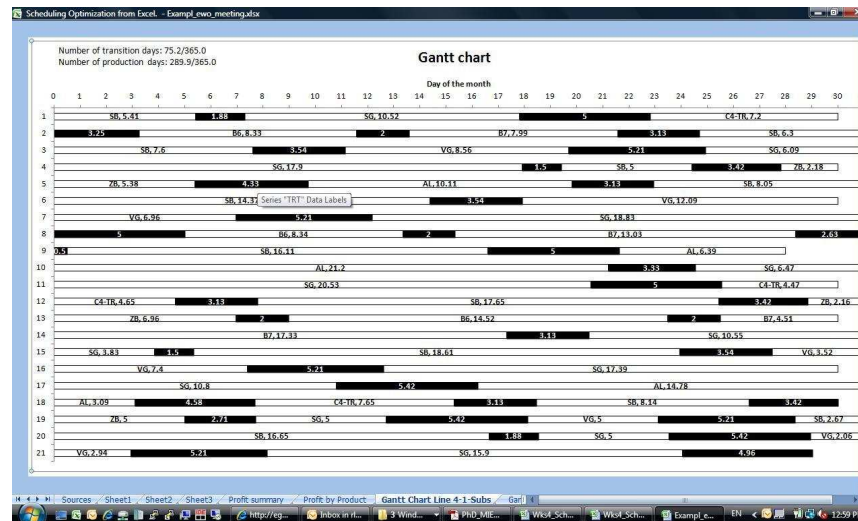 Scheduling Optimization from Excel. - Exampl_ewo_meeting.xlsx
Number of transition days: 75.2/365.0
Number of production days: 289.9/365.0
Gantt chart
Day of the month
0 1 2 3 4 5 6 7 8 9 10 11 12 13 14 15 16 17 18 19 20 21 22 23 24 25 26 27 28 29 30
1 SB, 5.41 1.88 SG, 10.52 5 C4-TR, 7.2
2 3.25 B6, 8.33 2 B7, 7.99 3.13 SB, 6.3
3 SB, 7.6 3.54 VG, 8.56 5.21 SG, 6.09
4 SG, 17.9 1.5 SB, 5 3.42 ZB, 2.18
5 ZB, 5.38 4.33 AL, 10.11 3.13 SB, 8.05
6 SB, 14.37 Series "TRT" Data Labels 3.54 VG, 12.09
7 VG, 6.96 5.21 SG, 18.83
8 5 B6, 8.34 2 B7, 13.03 2.63
9 0.5 SB, 16.11 5 AL, 6.39
10 AL, 21.2 3.33 SG, 6.47
11 SG, 20.53 5 C4-TR, 4.47
12 C4-TR, 4.65 3.13 SB, 17.65 3.42 ZB, 2.16
13 ZB, 6.96 2 B6, 14.52 2 B7, 4.51
14 B7, 17.33 3.13 SG, 10.55
15 SG, 3.83 1.5 SB, 18.61 3.54 VG, 3.52
16 VG, 7.4 5.21 SG, 17.39
17 SG, 10.8 5.42 AL, 14.78
18 AL, 3.09 4.58 C4-TR, 7.65 3.13 SB, 8.14 3.42
19 ZB, 5 2.71 SG, 5 5.42 VG, 5 5.21 SB, 2.67
20 SB, 16.65 1.88 SG, 5 5.42 VG, 2.06
21 VG, 2.94 5.21 SG, 15.9 4.96
Sources Sheet1 Sheet2 Sheet3 Profit summary Profit by Product Gantt Chart Line 4-1-Subs
http://eg... Inbox in rl... 3 Wind... PhD_MIE... Wks4_Sch... Wks4_Sch... Exampl_e... EN 12:59 P